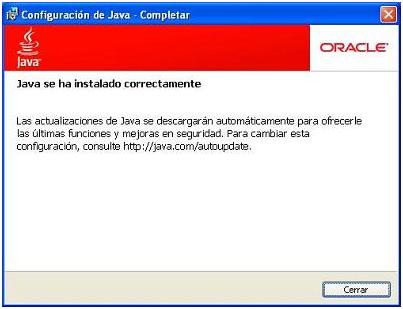 Configuración de Java - Completar
Java
ORACLE
Java se ha instalado correctamente
Las actualizaciones de Java se descargarán automáticamente para ofrecerle
las últimas funciones y mejoras en seguridad. Para cambiar esta
configuración, consulte http://java.com/autoupdate.
Cerrar